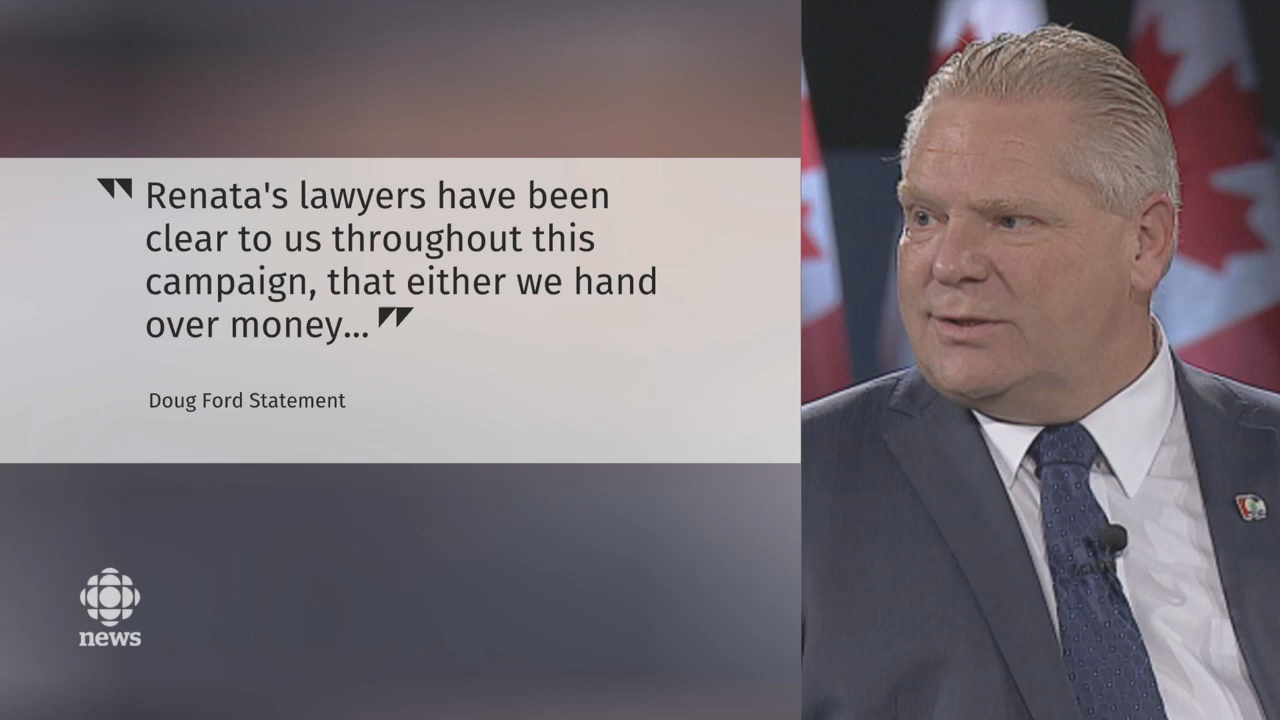 Renata's lawyers have been
clear to us throughout this
campaign, that either we hand
over money...
Doug Ford Statement
news